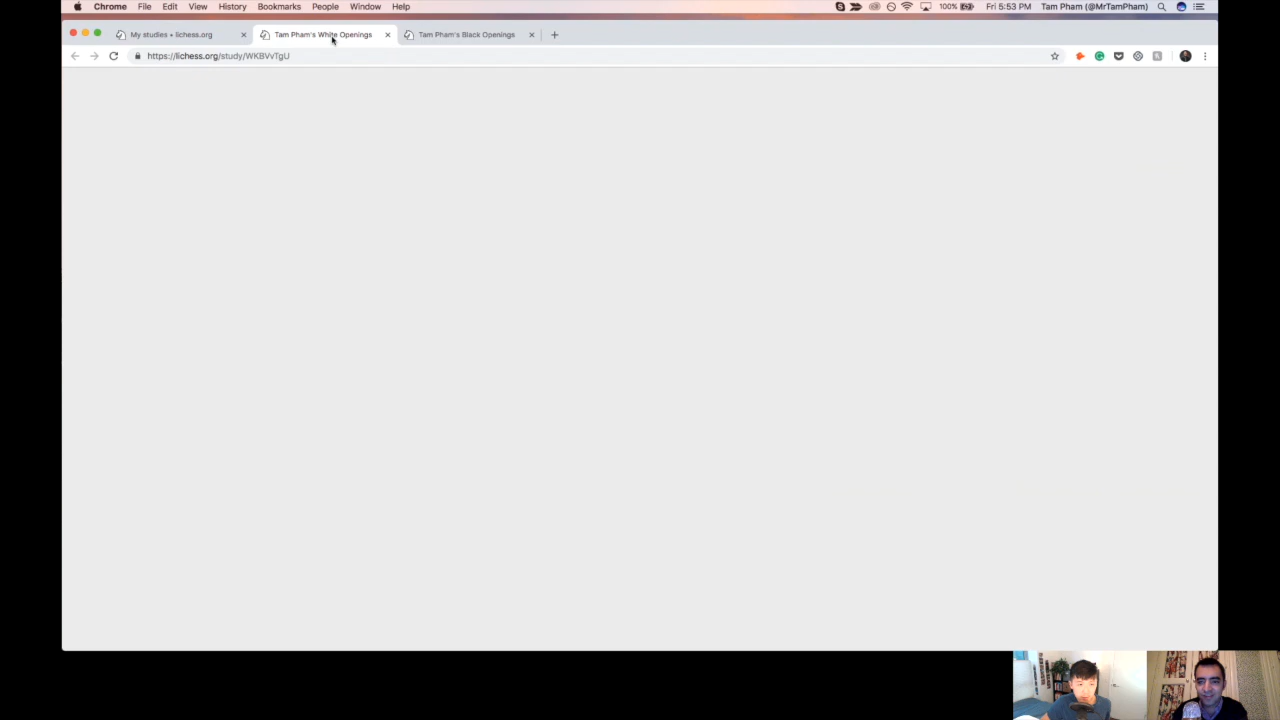 Chrome File Edit View History Bookmarks People Window Help 100% Fri 5:53 PM Tam Pham (@MrTamPham)
My studies • lichess.org Tam Pham's White Openings Tam Pham's Black Openings
https://lichess.org/study/WKBVvTgU